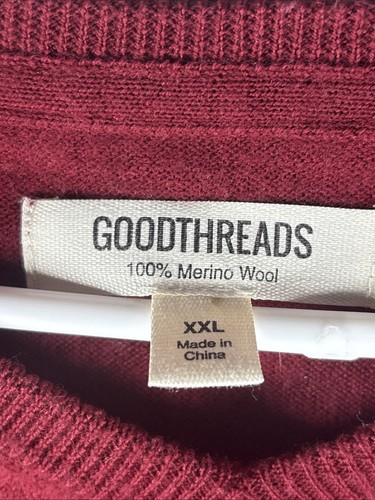 GOODTHREADS
100% Merino Wool
XXL
Made in
China